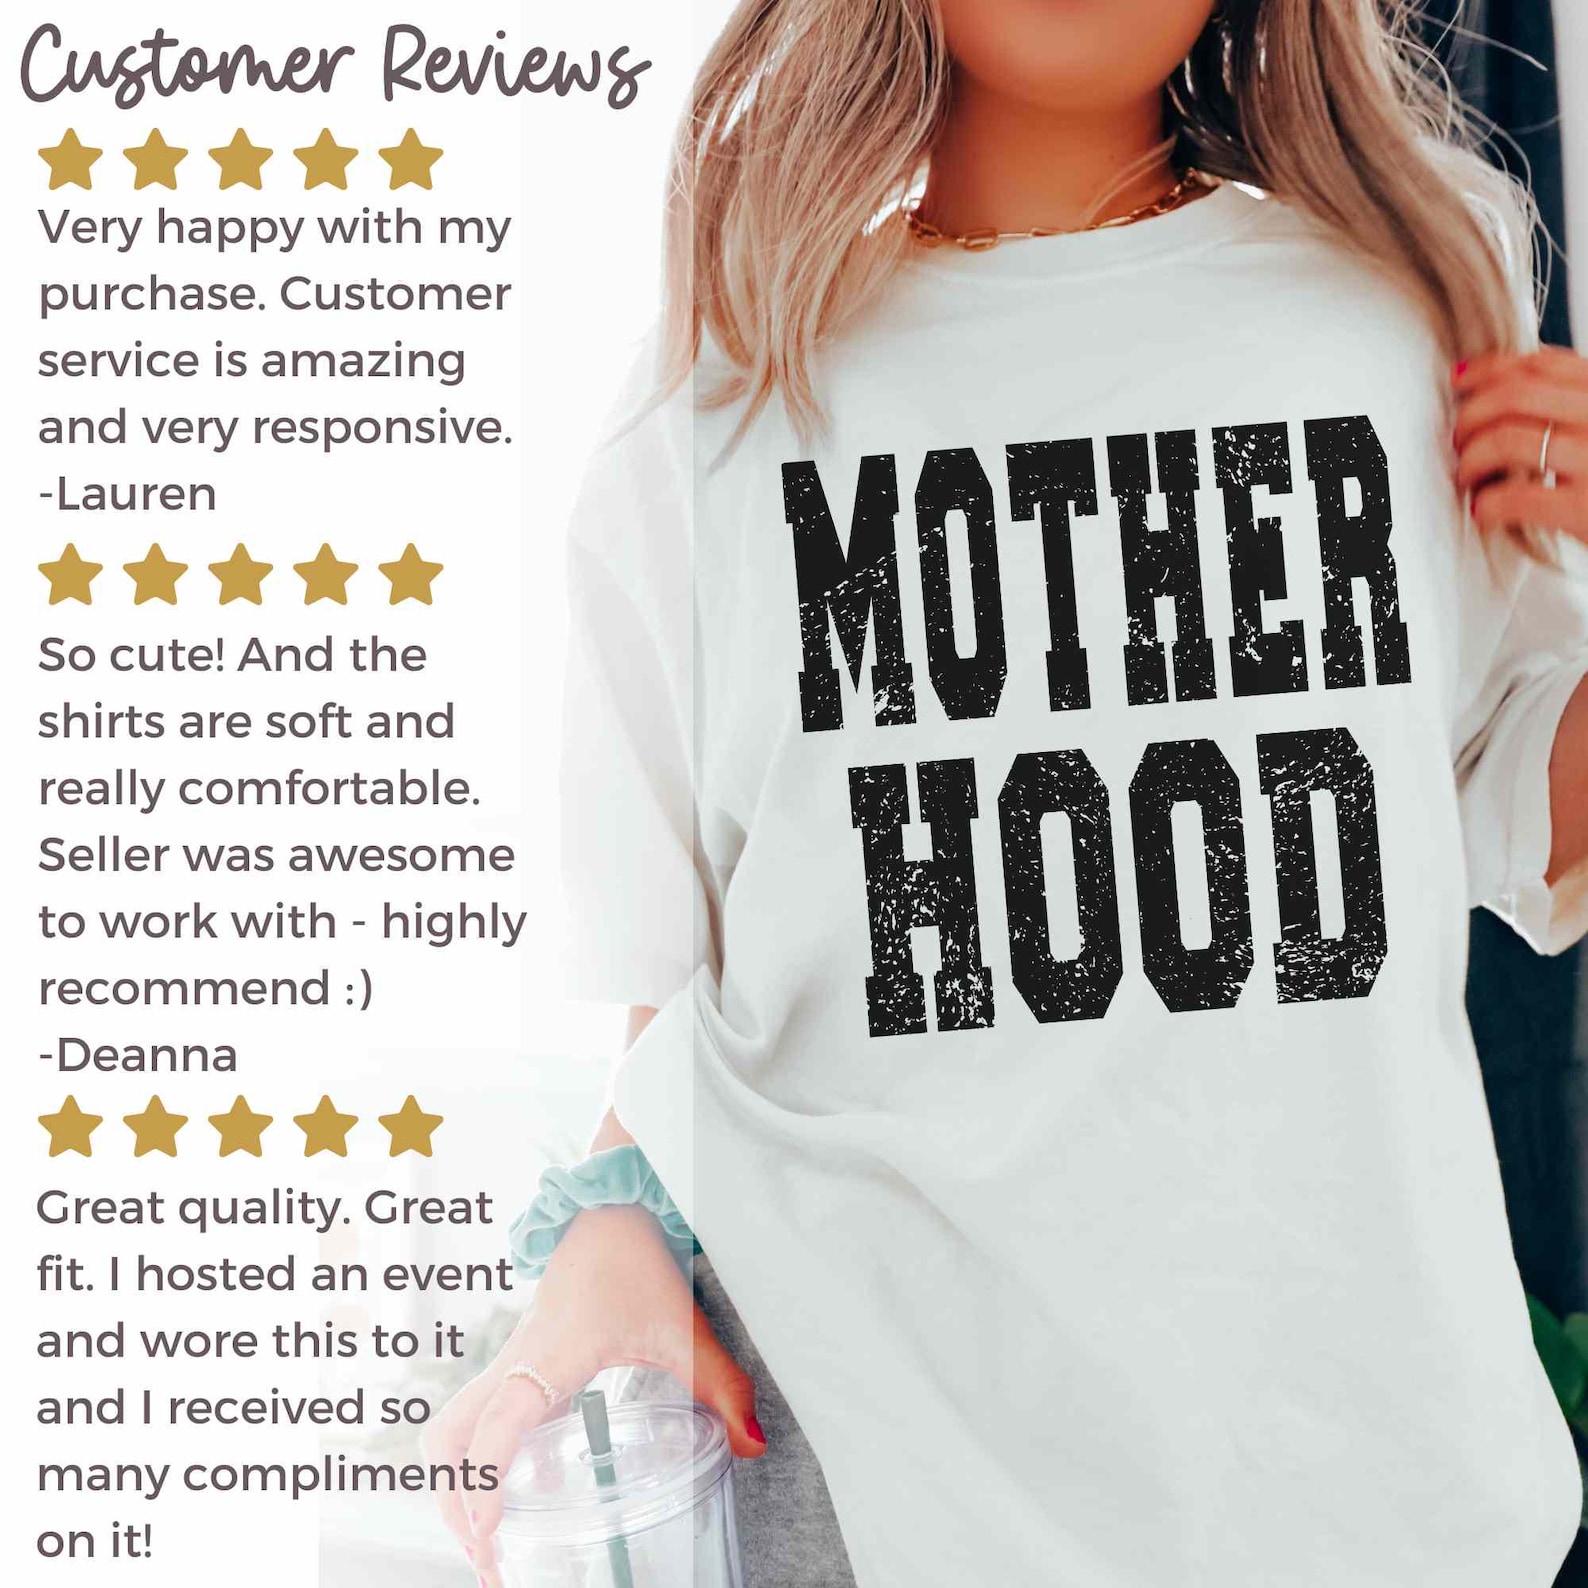 Customer Reviews
Very happy with my
purchase. Customer
service is amazing
and very responsive.
-Lauren
So cute! And the
shirts are soft and
really comfortable.
Seller was awesome
to work with - highly
recommend :)
-Deanna
Great quality. Great
fit. I hosted an event
and wore this to it
and I received so
many compliments
on it!
MOTHER
HOOD